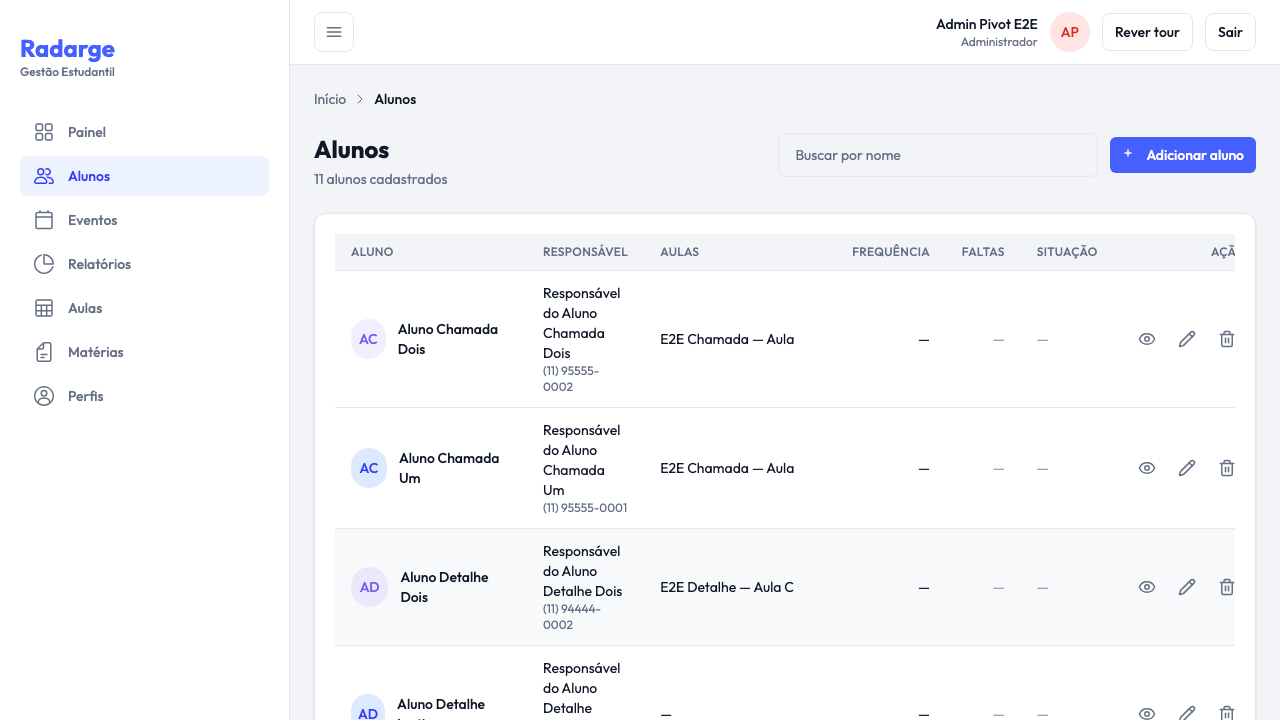 Radarge
Gestão Estudantil
Painel
Alunos
Eventos
Relatórios
Aulas
Matérias
Perfis
Admin Pivot E2E
Administrador
AP
Rever tour
Sair
Início
Alunos
Alunos
11 alunos cadastrados
Buscar por nome
+ Adicionar aluno
ALUNO RESPONSÁVEL AULAS FREQUÊNCIA FALTAS SITUAÇÃO AÇÃ
AC
Aluno Chamada
Dois
Responsável
do Aluno
Chamada
Dois
(11) 95555-
0002
E2E Chamada — Aula
— — —
AC
Aluno Chamada
Um
Responsável
do Aluno
Chamada
Um
(11) 95555-0001
E2E Chamada — Aula
— — —
AD
Aluno Detalhe
Dois
Responsável
do Aluno
Detalhe Dois
(11) 94444-
0002
E2E Detalhe — Aula C
— — —
AD
Aluno Detalhe
Responsável
do Aluno
Detalhe
— — — —